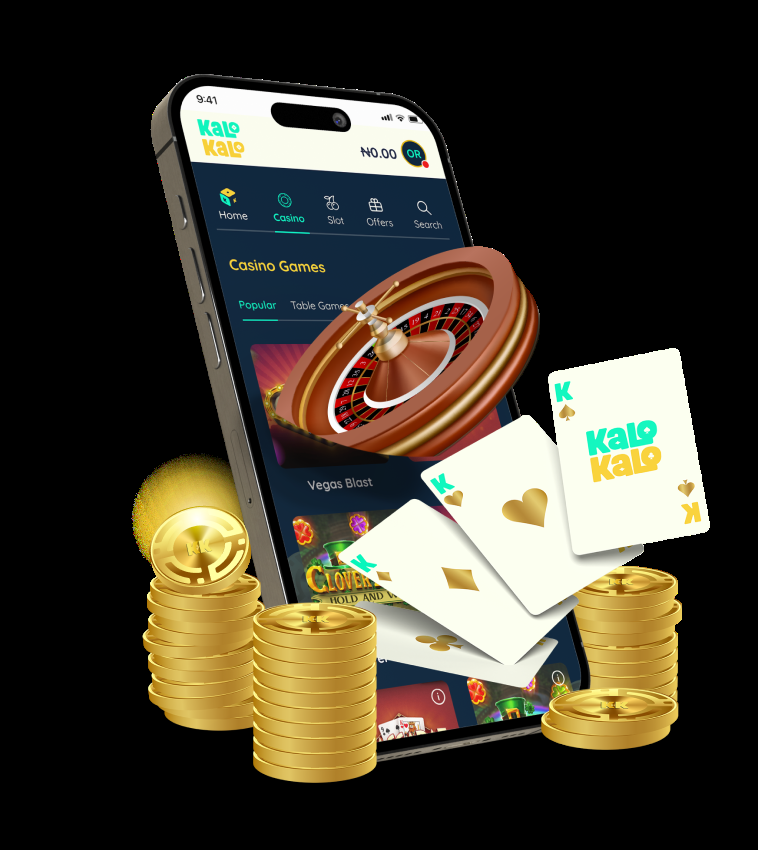 9:41
KaLo
KaLo
₦0.00
OR
Home
Casino
Slot
Offers
Search
Casino Games
Popular
Table Games
Vegas Blast
CLOVER
HOLD AND W
K
K
K
KaLo
KaLo
K